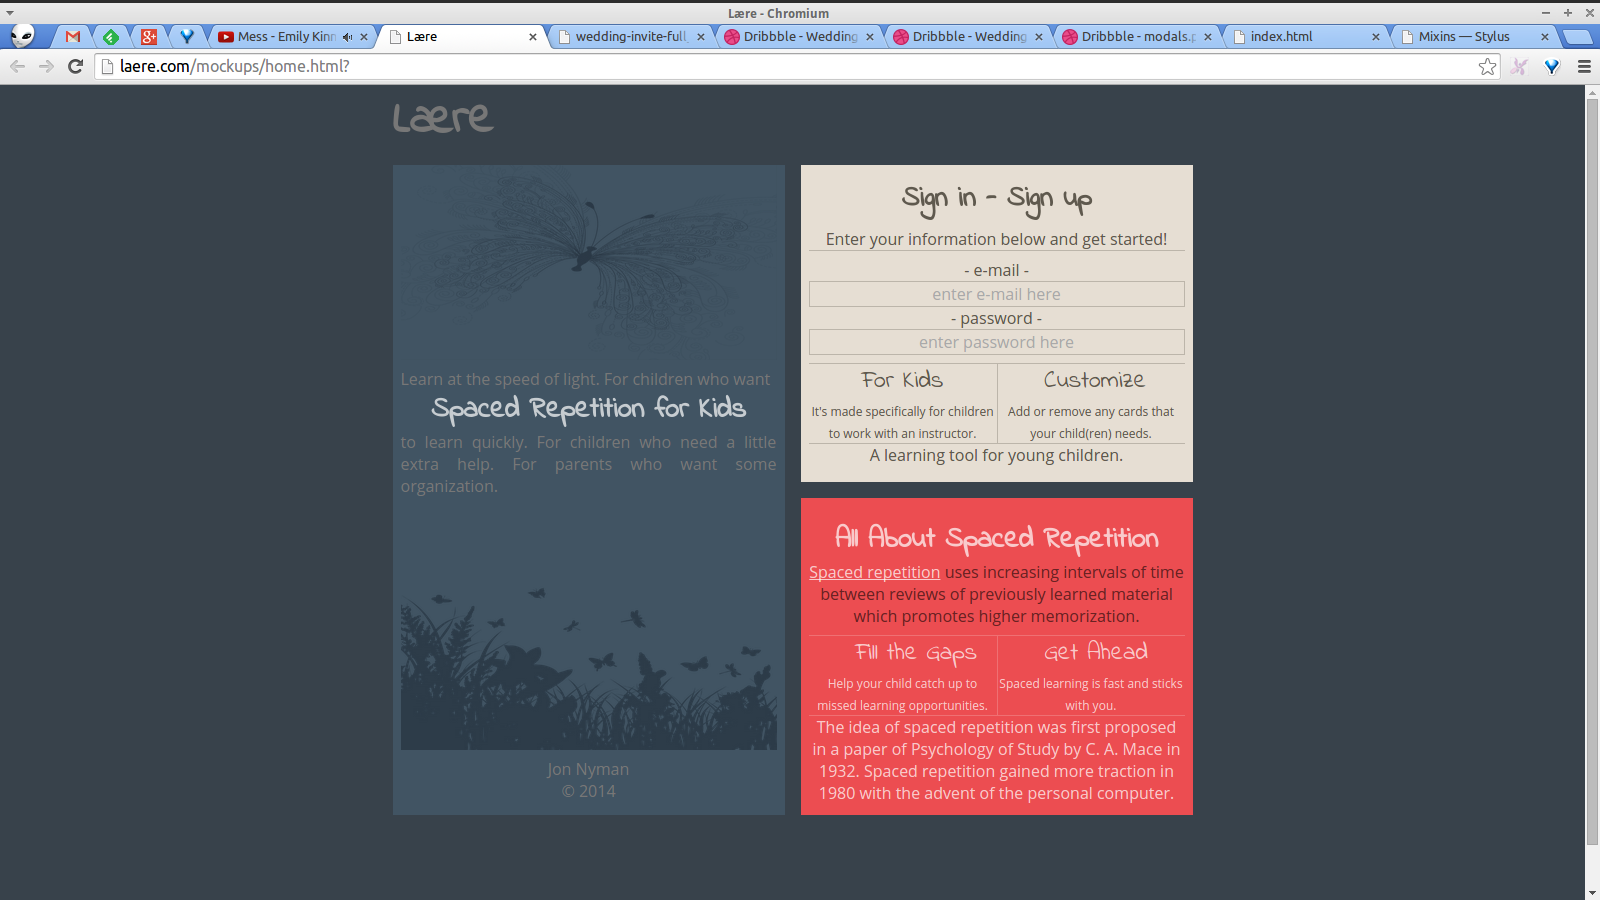 Lære - Chromium
Mess - Emily Kinn
Lære
wedding-invite-full
Dribbble - Wedding
Dribbble - Wedding
Dribbble - modals.p
index.html
Mixins — Stylus
laere.com/mockups/home.html?
Lære
Learn at the speed of light. For children who want
Spaced Repetition for Kids
to learn quickly. For children who need a little
extra help. For parents who want some
organization.
Jon Nyman
© 2014
Sign in - Sign up
Enter your information below and get started!
- e-mail -
enter e-mail here
- password -
enter password here
For Kids
It's made specifically for children
to work with an instructor.
Customize
Add or remove any cards that
your child(ren) needs.
A learning tool for young children.
All About Spaced Repetition
Spaced repetition uses increasing intervals of time
between reviews of previously learned material
which promotes higher memorization.
Fill the Gaps
Help your child catch up to
missed learning opportunities.
Get Ahead
Spaced learning is fast and sticks
with you.
The idea of spaced repetition was first proposed
in a paper of Psychology of Study by C. A. Mace in
1932. Spaced repetition gained more traction in
1980 with the advent of the personal computer.